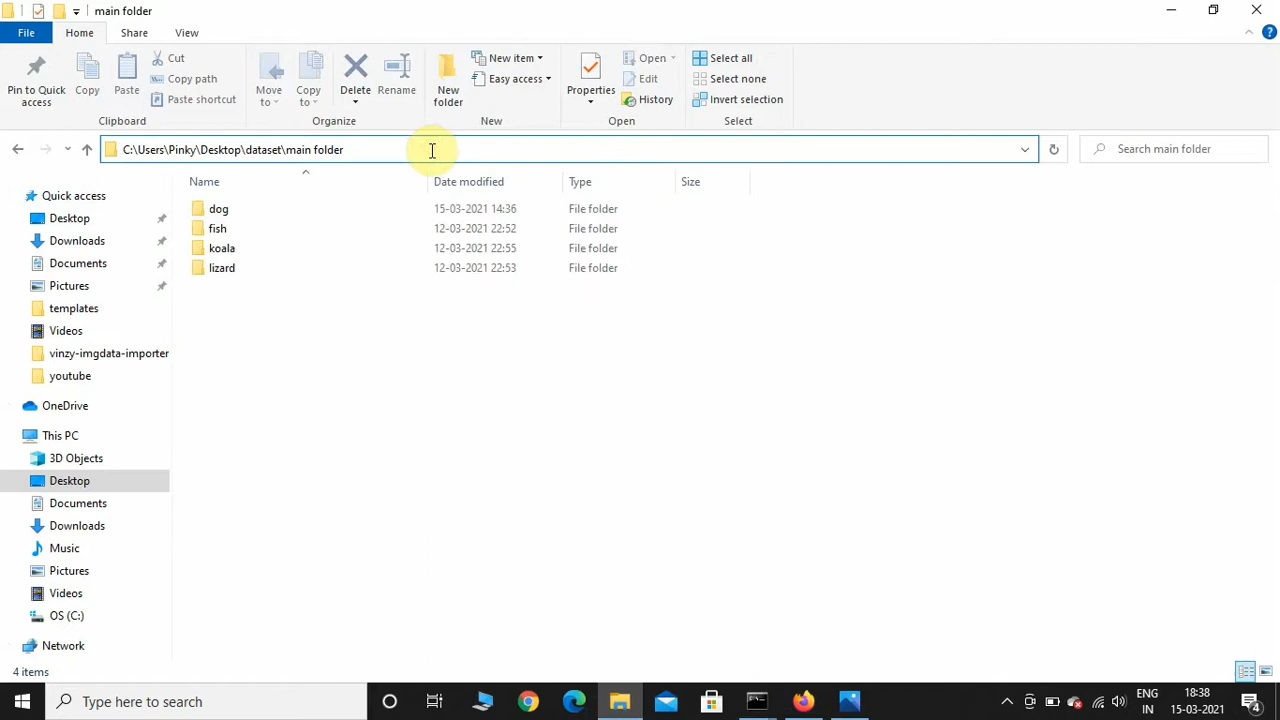 main folder
File Home Share View
Pin to Quick access
Copy
Paste
Cut
Copy path
Paste shortcut
Clipboard
Move to
Copy to
Delete
Rename
Organize
New folder
New item
Easy access
New
Properties
Open
Edit
History
Open
Select all
Select none
Invert selection
Select
C:\Users\Pinky\Desktop\dataset\main folder
Search main folder
Name Date modified Type Size
dog 15-03-2021 14:36 File folder
fish 12-03-2021 22:52 File folder
koala 12-03-2021 22:55 File folder
lizard 12-03-2021 22:53 File folder
Quick access
Desktop
Downloads
Documents
Pictures
templates
Videos
vinzy-imgdata-importer
youtube
OneDrive
This PC
3D Objects
Desktop
Documents
Downloads
Music
Pictures
Videos
OS (C:)
Network
4 items
Type here to search
ENG
IN
18:38
15-03-2021
4